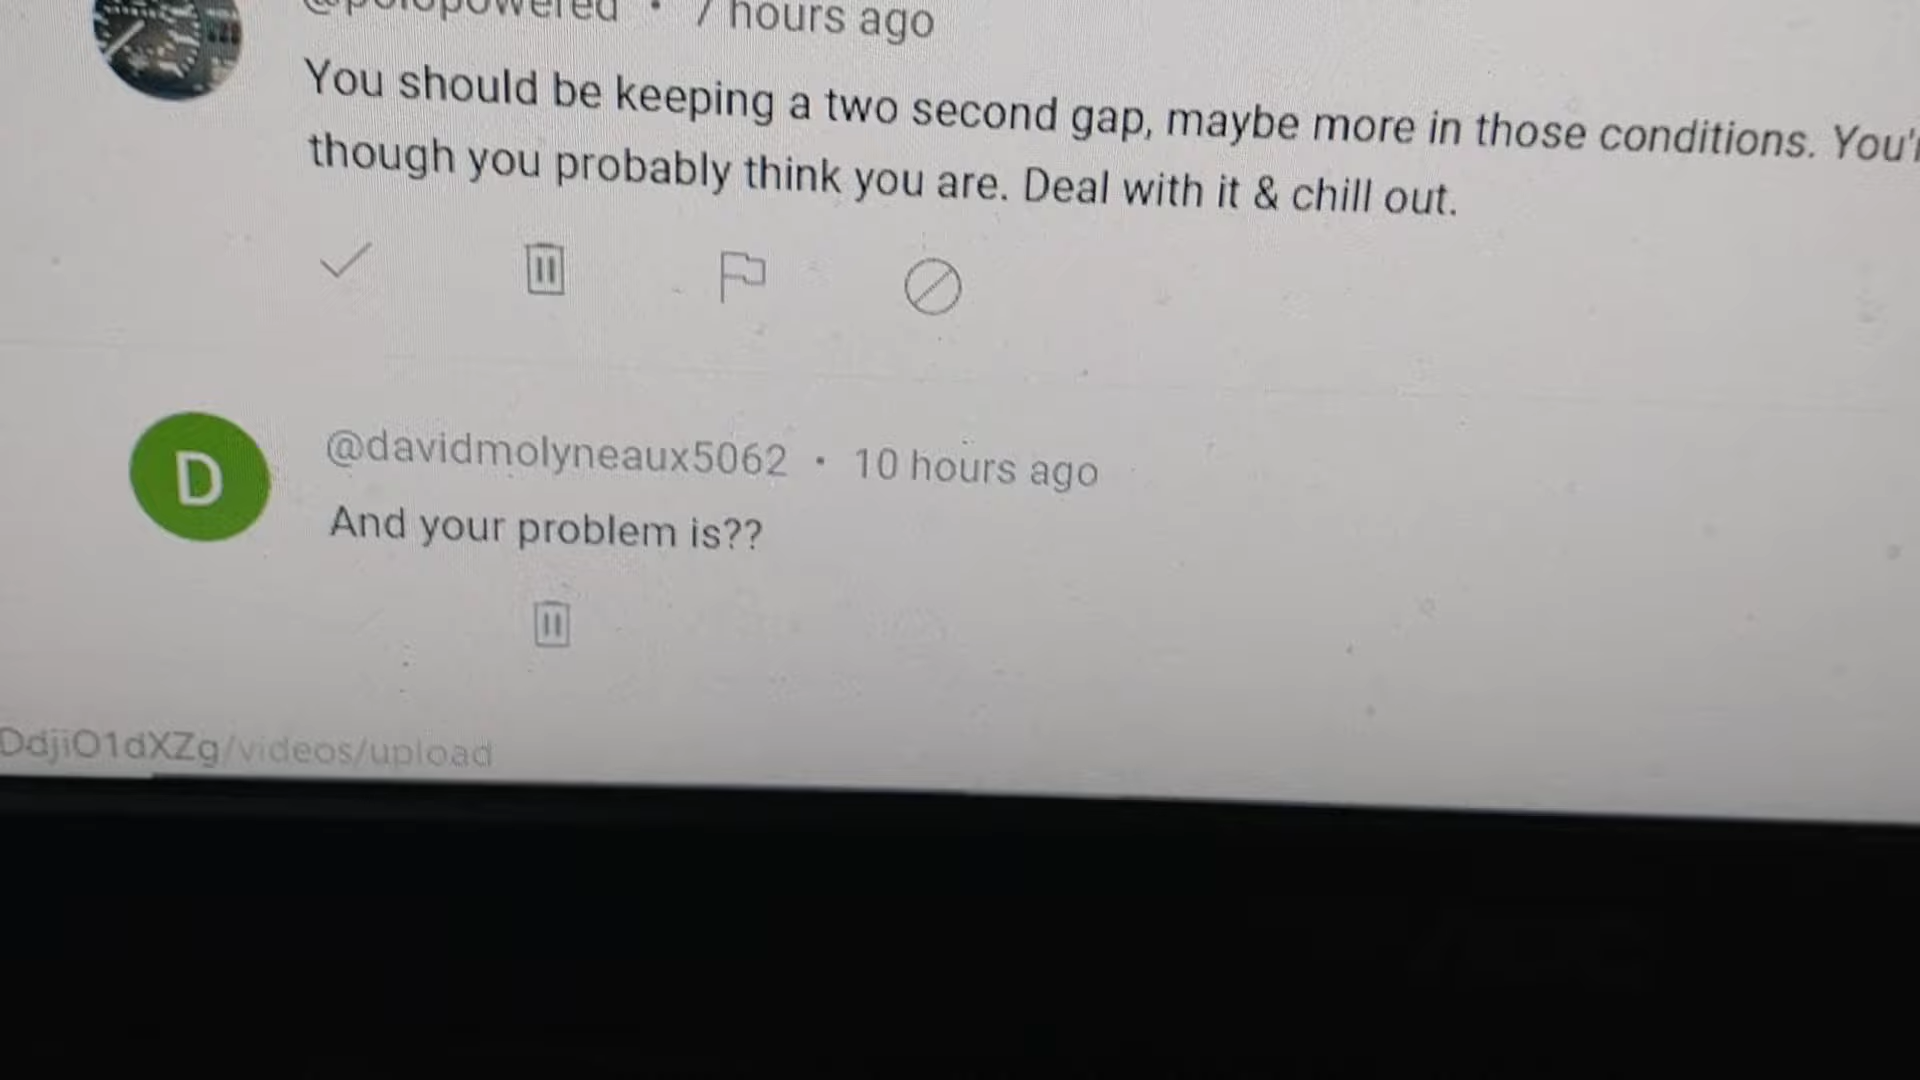 @polopowered • 7 hours ago
You should be keeping a two second gap, maybe more in those conditions. You'r
though you probably think you are. Deal with it & chill out.
D
@davidmolyneaux5062 • 10 hours ago
And your problem is??
DdjiO1dXZg/videos/upload